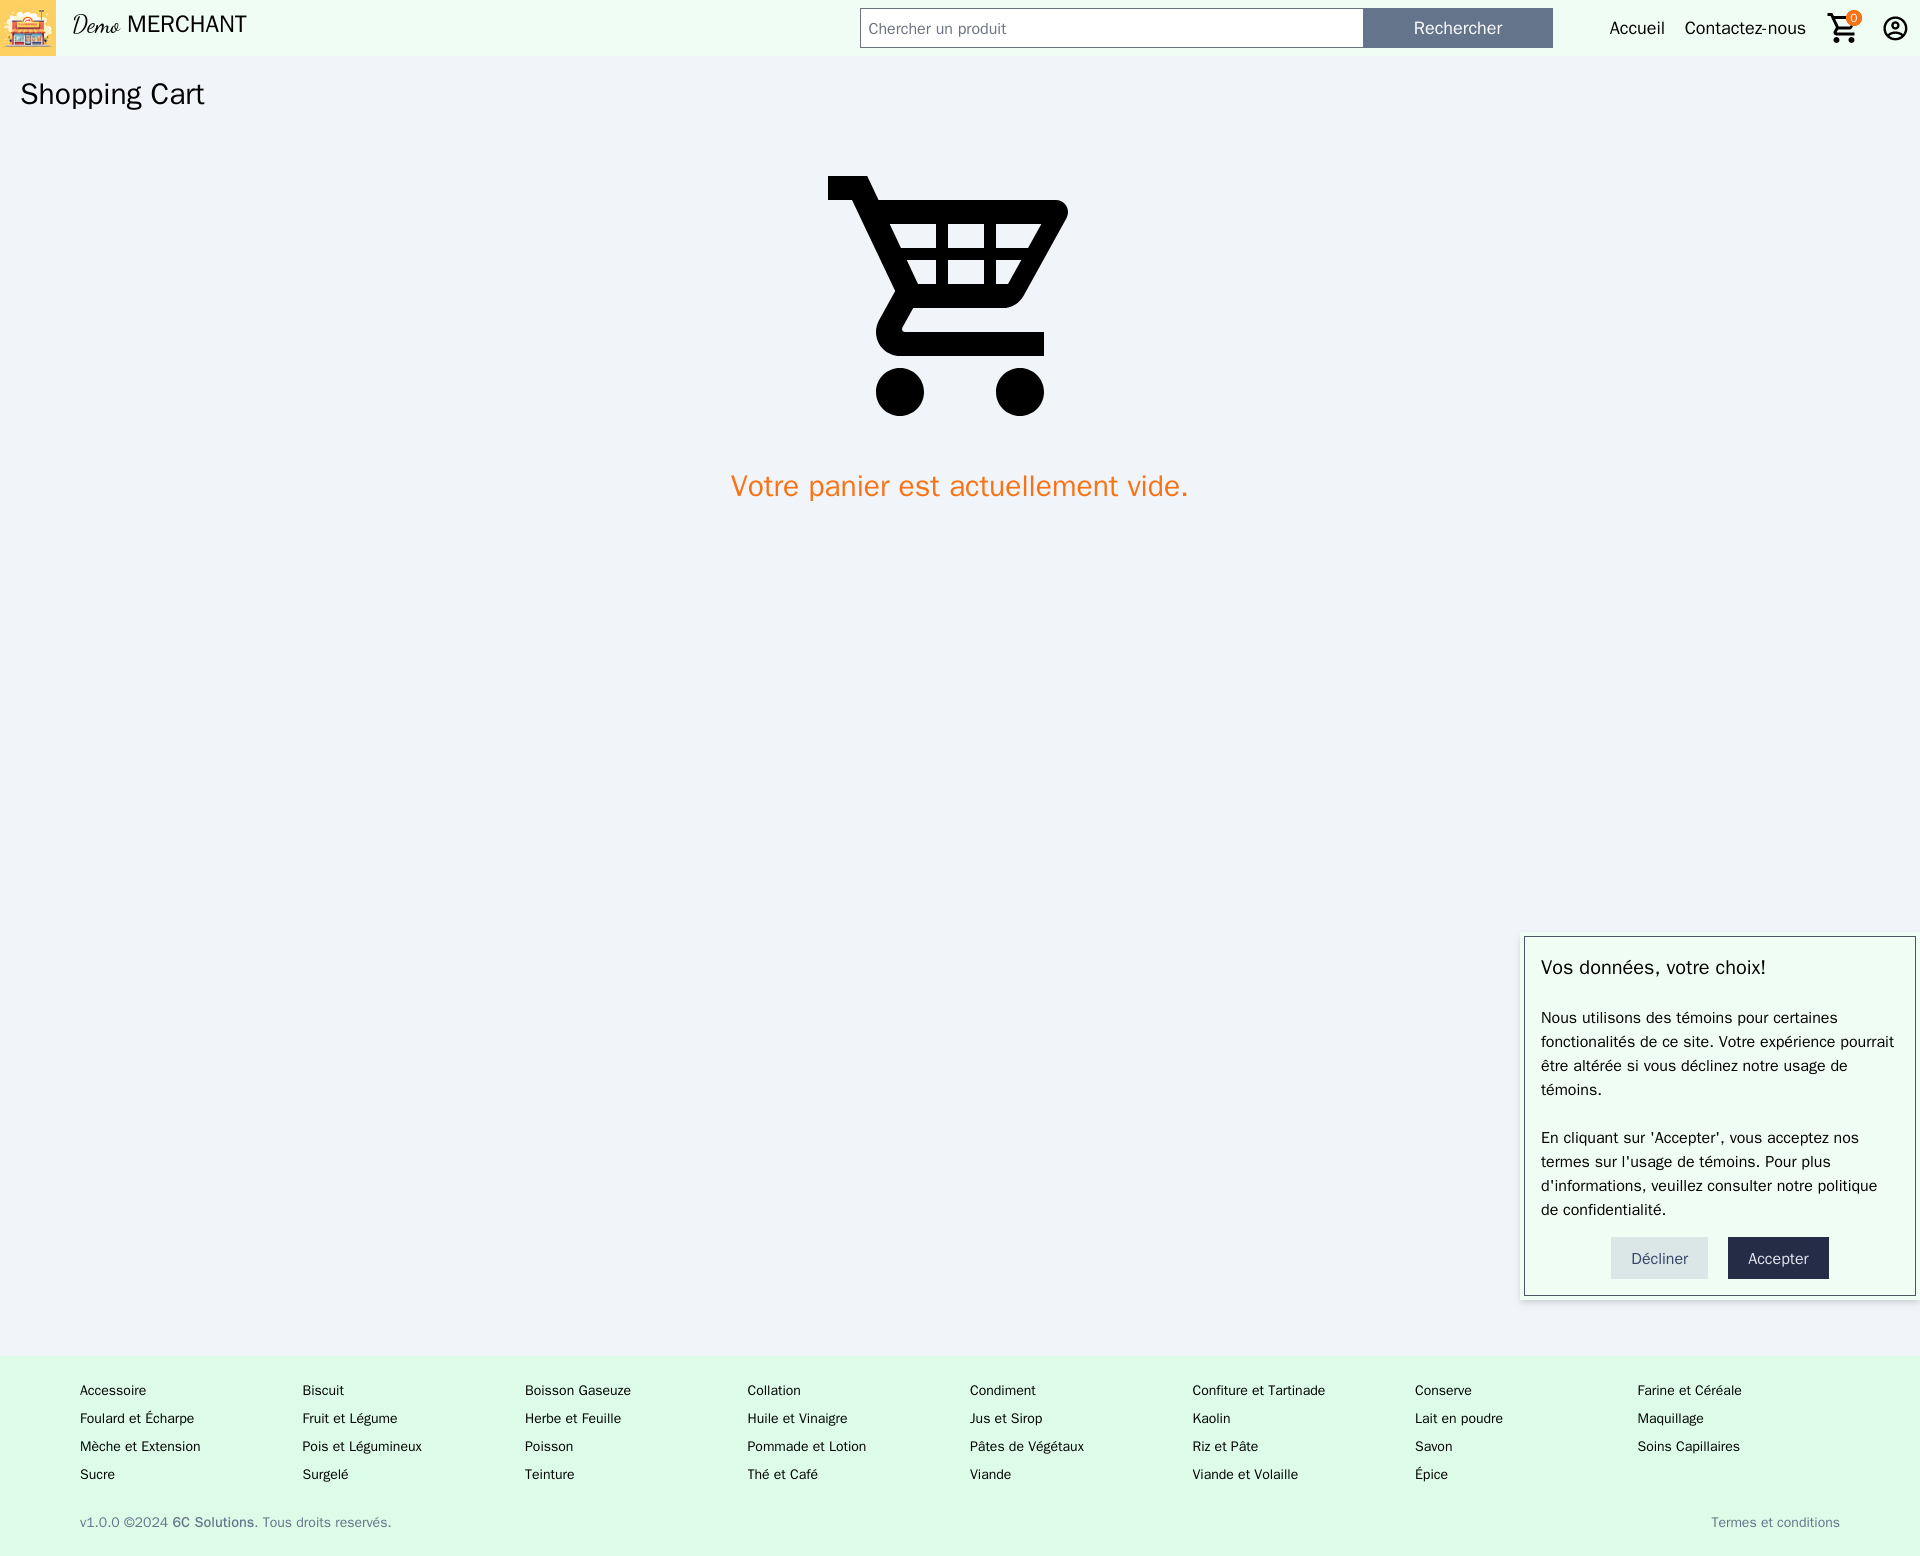 Demo MERCHANT
Chercher un produit
Rechercher
Accueil
Contactez-nous
0
Shopping Cart
Votre panier est actuellement vide.
Vos données, votre choix!
Nous utilisons des témoins pour certaines
fonctionalités de ce site. Votre expérience pourrait
être altérée si vous déclinez notre usage de
témoins.
En cliquant sur 'Accepter', vous acceptez nos
termes sur l'usage de témoins. Pour plus
d'informations, veuillez consulter notre politique
de confidentialité.
Décliner
Accepter
Accessoire
Biscuit
Boisson Gaseuze
Collation
Condiment
Confiture et Tartinade
Conserve
Farine et Céréale
Foulard et Écharpe
Fruit et Légume
Herbe et Feuille
Huile et Vinaigre
Jus et Sirop
Kaolin
Lait en poudre
Maquillage
Mèche et Extension
Pois et Légumineux
Poisson
Pommade et Lotion
Pâtes de Végétaux
Riz et Pâte
Savon
Soins Capillaires
Sucre
Surgelé
Teinture
Thé et Café
Viande
Viande et Volaille
Épice
v1.0.0 ©2024 6C Solutions. Tous droits reservés.
Termes et conditions